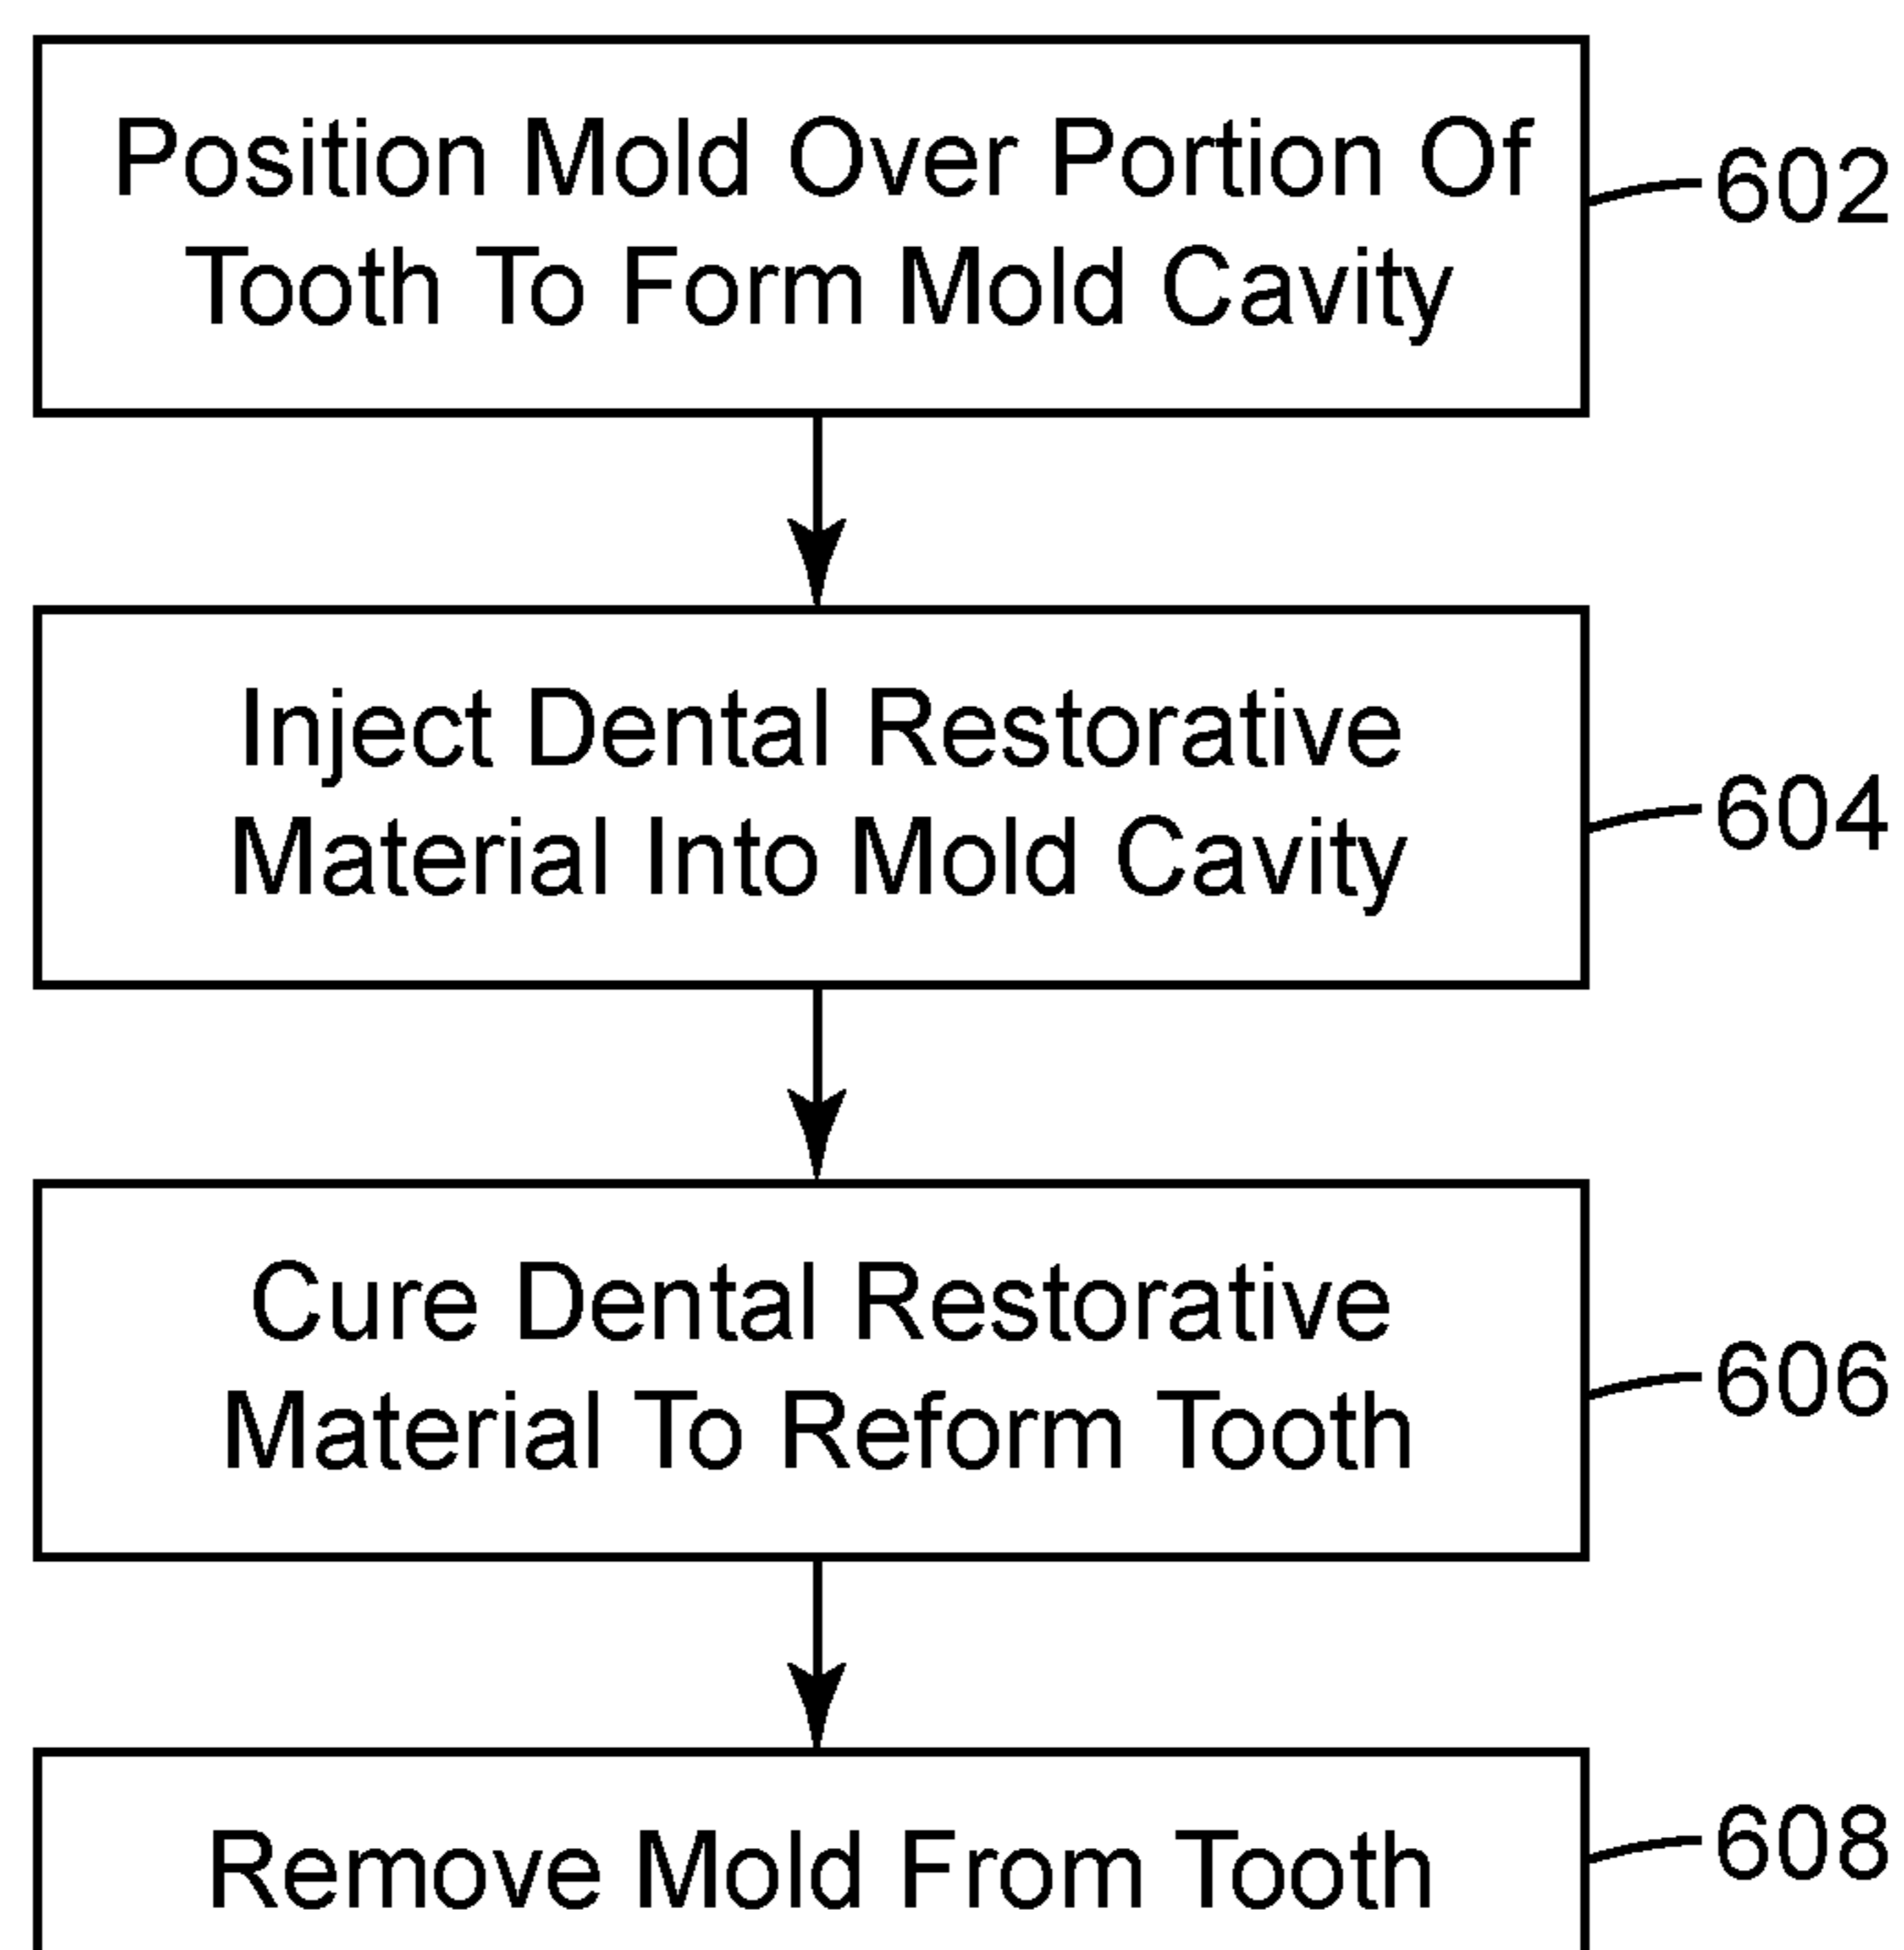 Position Mold Over Portion Of
Tooth To Form Mold Cavity
602
Inject Dental Restorative
Material Into Mold Cavity
604
Cure Dental Restorative
Material To Reform Tooth
606
Remove Mold From Tooth
608